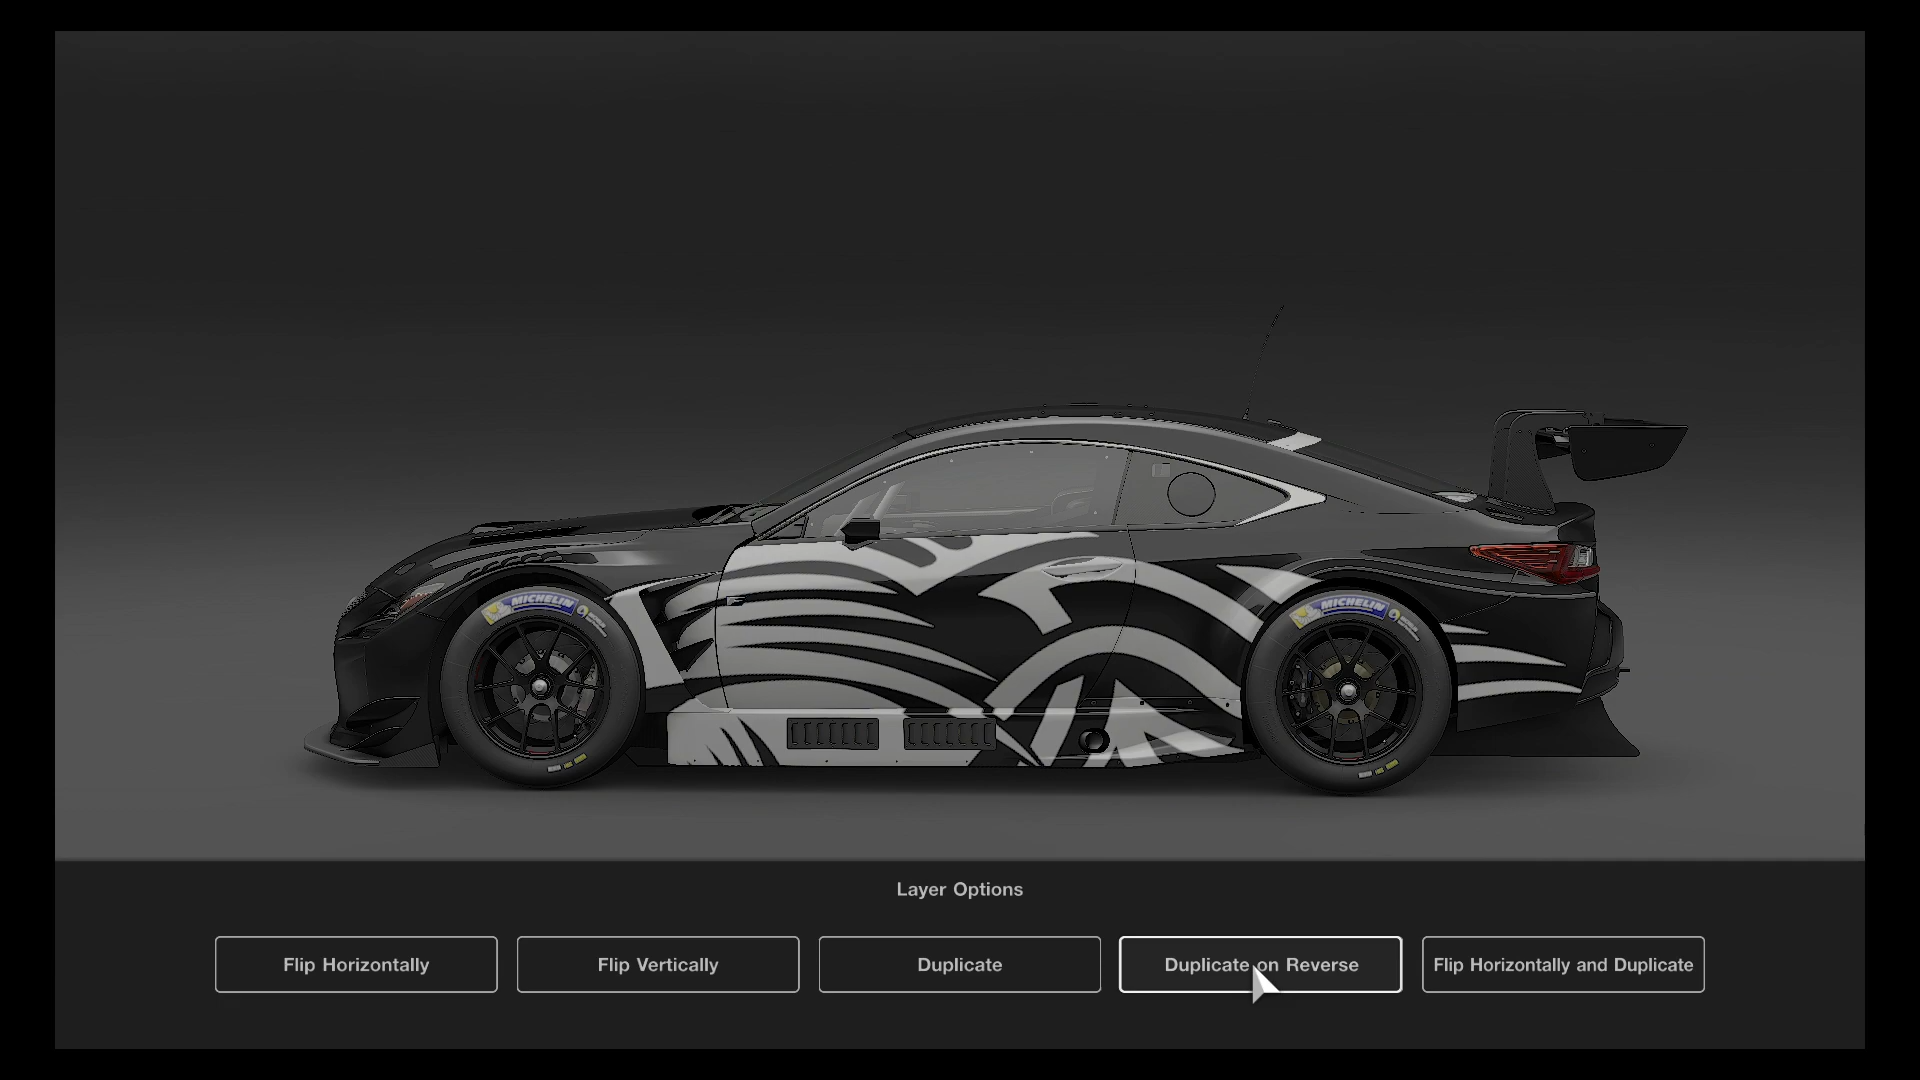 MICHELIN
MICHELIN
Layer Options
Flip Horizontally
Flip Vertically
Duplicate
Duplicate on Reverse
Flip Horizontally and Duplicate